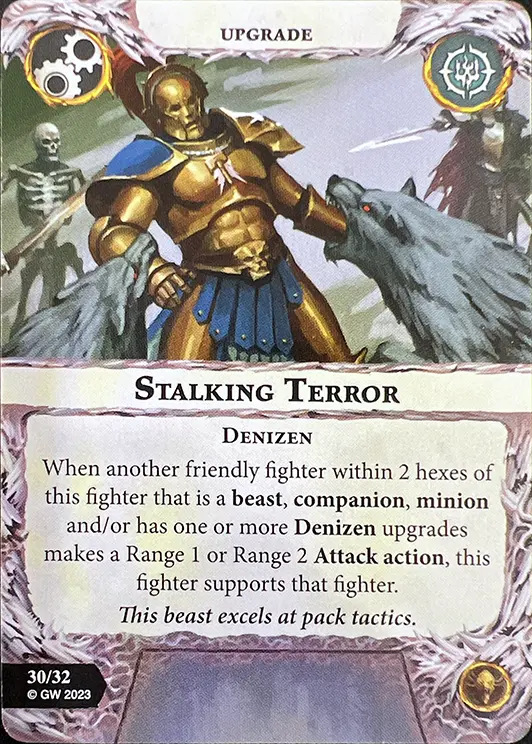 UPGRADE
STALKING TERROR
DENIZEN
When another friendly fighter within 2 hexes of
this fighter that is a beast, companion, minion
and/or has one or more Denizen upgrades
makes a Range 1 or Range 2 Attack action, this
fighter supports that fighter.
This beast excels at pack tactics.
30/32
© GW 2023